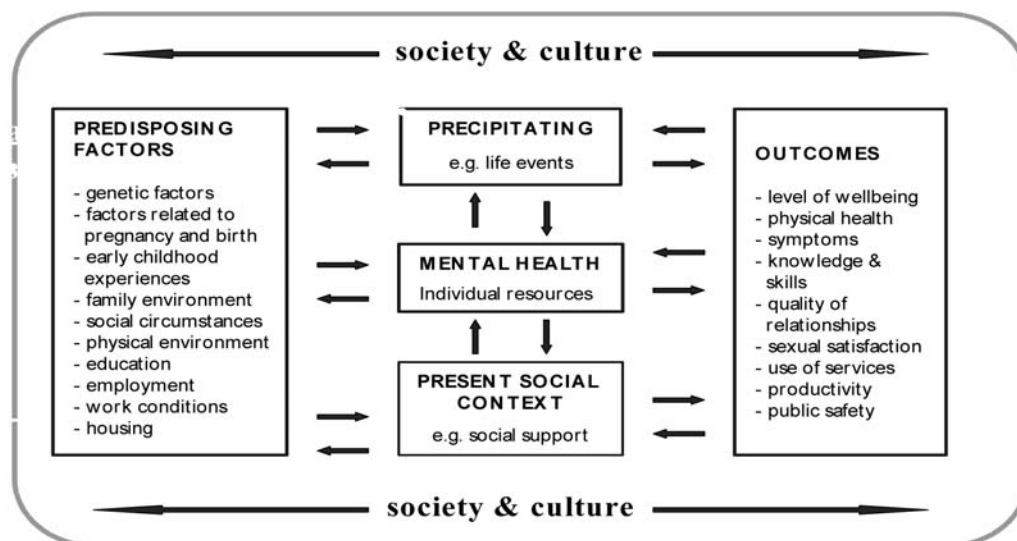 society & culture
PREDISPOSING
FACTORS
- genetic factors
- factors related to
pregnancy and birth
- early childhood
experiences
- family environment
- social circumstances
- physical environment
- education
- employment
- work conditions
- housing
PRECIPITATING
e.g. life events
MENTAL HEALTH
Individual resources
PRESENT SOCIAL
CONTEXT
e.g. social support
OUTCOMES
- level of wellbeing
- physical health
- symptoms
- knowledge &
skills
- quality of
relationships
- sexual satisfaction
- use of services
- productivity
- public safety
society & culture